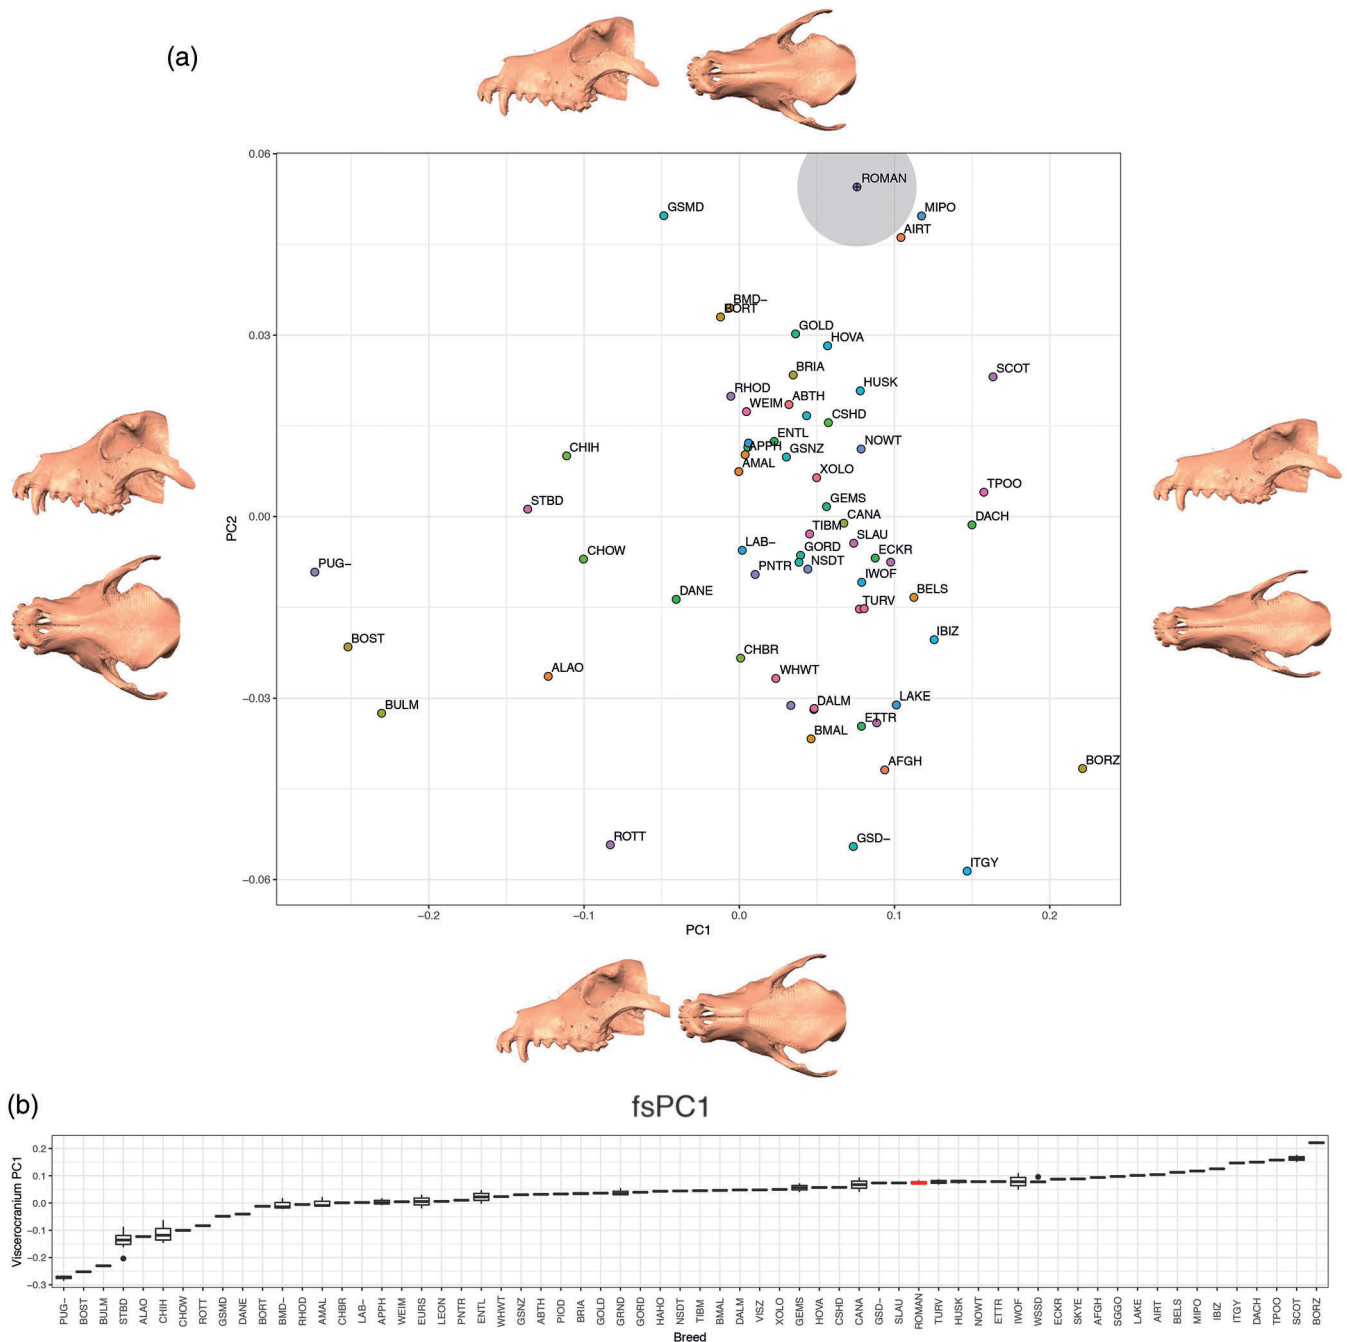 (a)
0.06
ROMAN
GSMD
MIPO
AIRT
BMD–
BORT
0.03
GOLD
HOVA
BRIA
SCOT
HUSK
RHOD
ABTH
WEIM
CSHD
ENTL
APPH
GSNZ
NOWT
CHIH
AMAL
XOLO
TPOO
STBD
GEMS
0.00
CANA
DACH
TIBM
SLAU
PC2
LAB–
GORD
ECKR
CHOW
NSDT
PNTR
IWOF
PUG–
DANE
TURV
BELS
IBIZ
BOST
CHBR
ALAO
WHWT
–0.03
BULM
DALM
LAKE
ETTR
BMAL
AFGH
BORZ
ROTT
GSD–
ITGY
–0.06
–0.2
–0.1
0.0
0.1
0.2
PC1
(b)
fsPC1
Viscerocranium PC1
0.2
0.1
0.0
–0.1
–0.2
–0.3
PUG–
BOST
BULM
STBD
ALAO
CHIH
CHOW
ROTT
GSMD
DANE
BORT
BMD–
RHOD
AMAL
CHBR
LAB–
APPH
WEIM
EURS
LEON
PNTR
ENTL
WHWT
GSNZ
ABTH
PIOD
BRIA
GOLD
GRND
GORD
HAHO
NSDT
TIBM
BMAL
DALM
VISZ
XOLO
GEMS
HOVA
CSHD
CANA
GSD–
SLAU
ROMAN
TURV
HUSK
NOWT
ETTR
IWOF
WSSD
ECKR
SKYE
AFGH
SGGO
LAKE
AIRT
BELS
MIPO
IBIZ
ITGY
DACH
TPOO
SCOT
BORZ
Breed